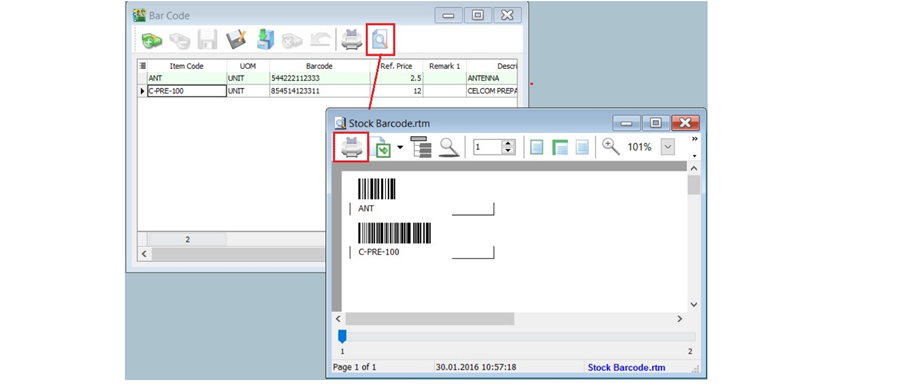 Bar Code
Item Code UOM Barcode Ref. Price Remark 1 Descri
ANT UNIT 544222112333 2.5 ANTENNA
C-PRE-100 UNIT 854514123311 12 CELCOM PREPA
2
Stock Barcode.rtm
1 101%
ANT
C-PRE-100
1 2
Page 1 of 1 30.01.2016 10:57:18 Stock Barcode.rtm